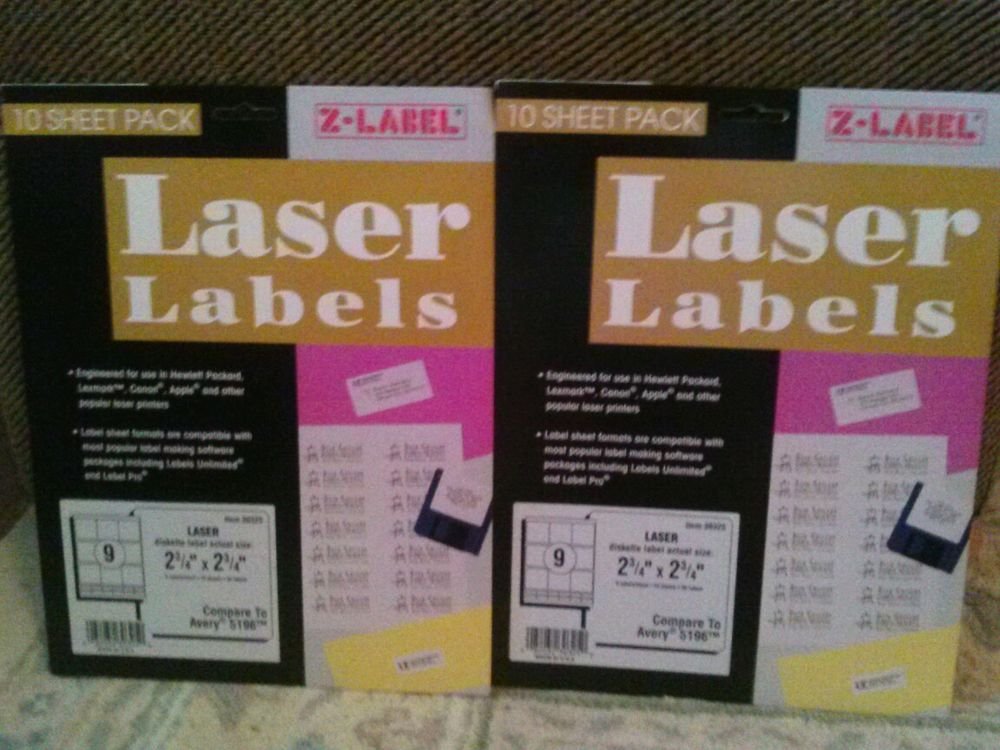 10 SHEET PACK
Z-LABEL®
Laser
Labels
• Engineered for use in Hewlett Packard,
Lexmark™, Canon®, Apple® and other
popular laser printers
• Label sheet formats are compatible with
most popular label making software
packages including Labels Unlimited®
and Label Pro®
LASER
diskette label actual size:
2 3/4" x 2 3/4"
9
Compare To
Avery® 5196™
10 SHEET PACK
Z-LABEL®
Laser
Labels
• Engineered for use in Hewlett Packard,
Lexmark™, Canon®, Apple® and other
popular laser printers
• Label sheet formats are compatible with
most popular label making software
packages including Labels Unlimited®
and Label Pro®
LASER
diskette label actual size:
2 3/4" x 2 3/4"
9
Compare To
Avery® 5196™
MADE IN U.S.A.